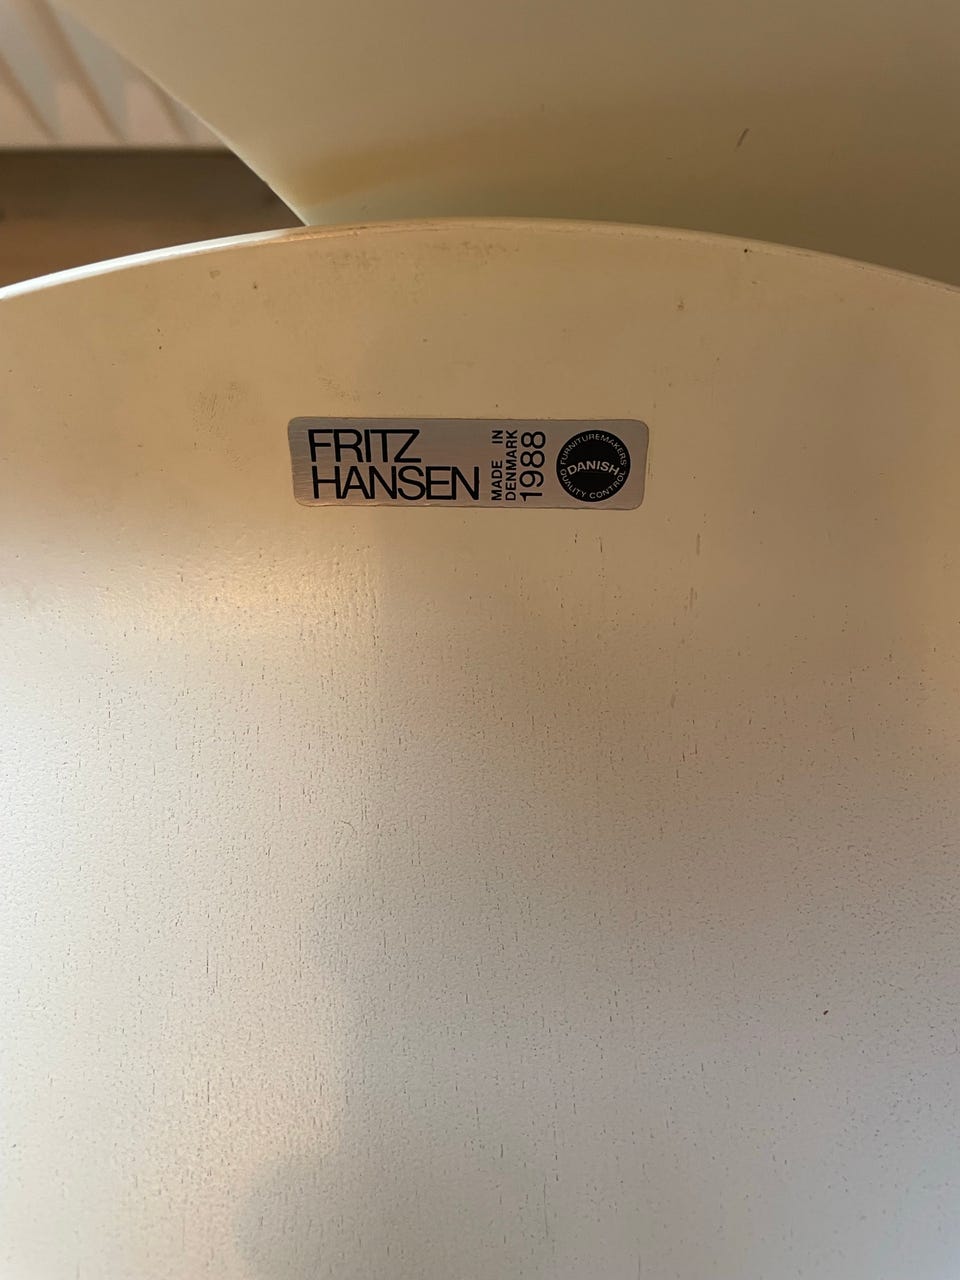 FRITZ
HANSEN
MADE IN
DENMARK
1988
FURNITUREMAKERS
DANISH
QUALITY CONTROL